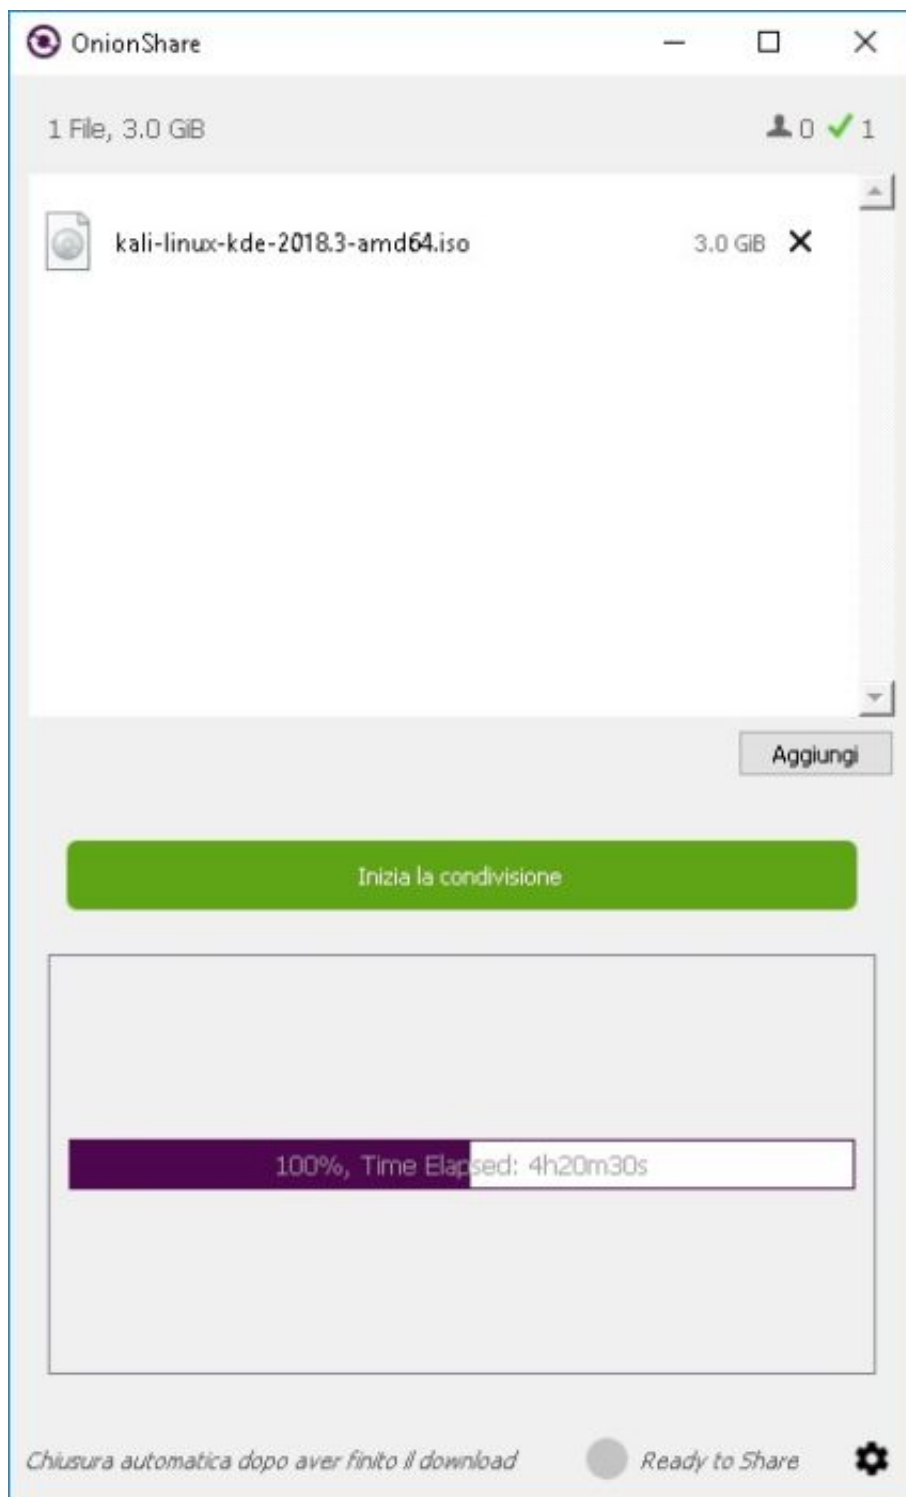 OnionShare
1 File, 3.0 GiB 0 1
kali-linux-kde-2018.3-amd64.iso 3.0 GiB
Aggiungi
Inizia la condivisione
100%, Time Elapsed: 4h20m30s
Chiusura automatica dopo aver finito il download Ready to Share